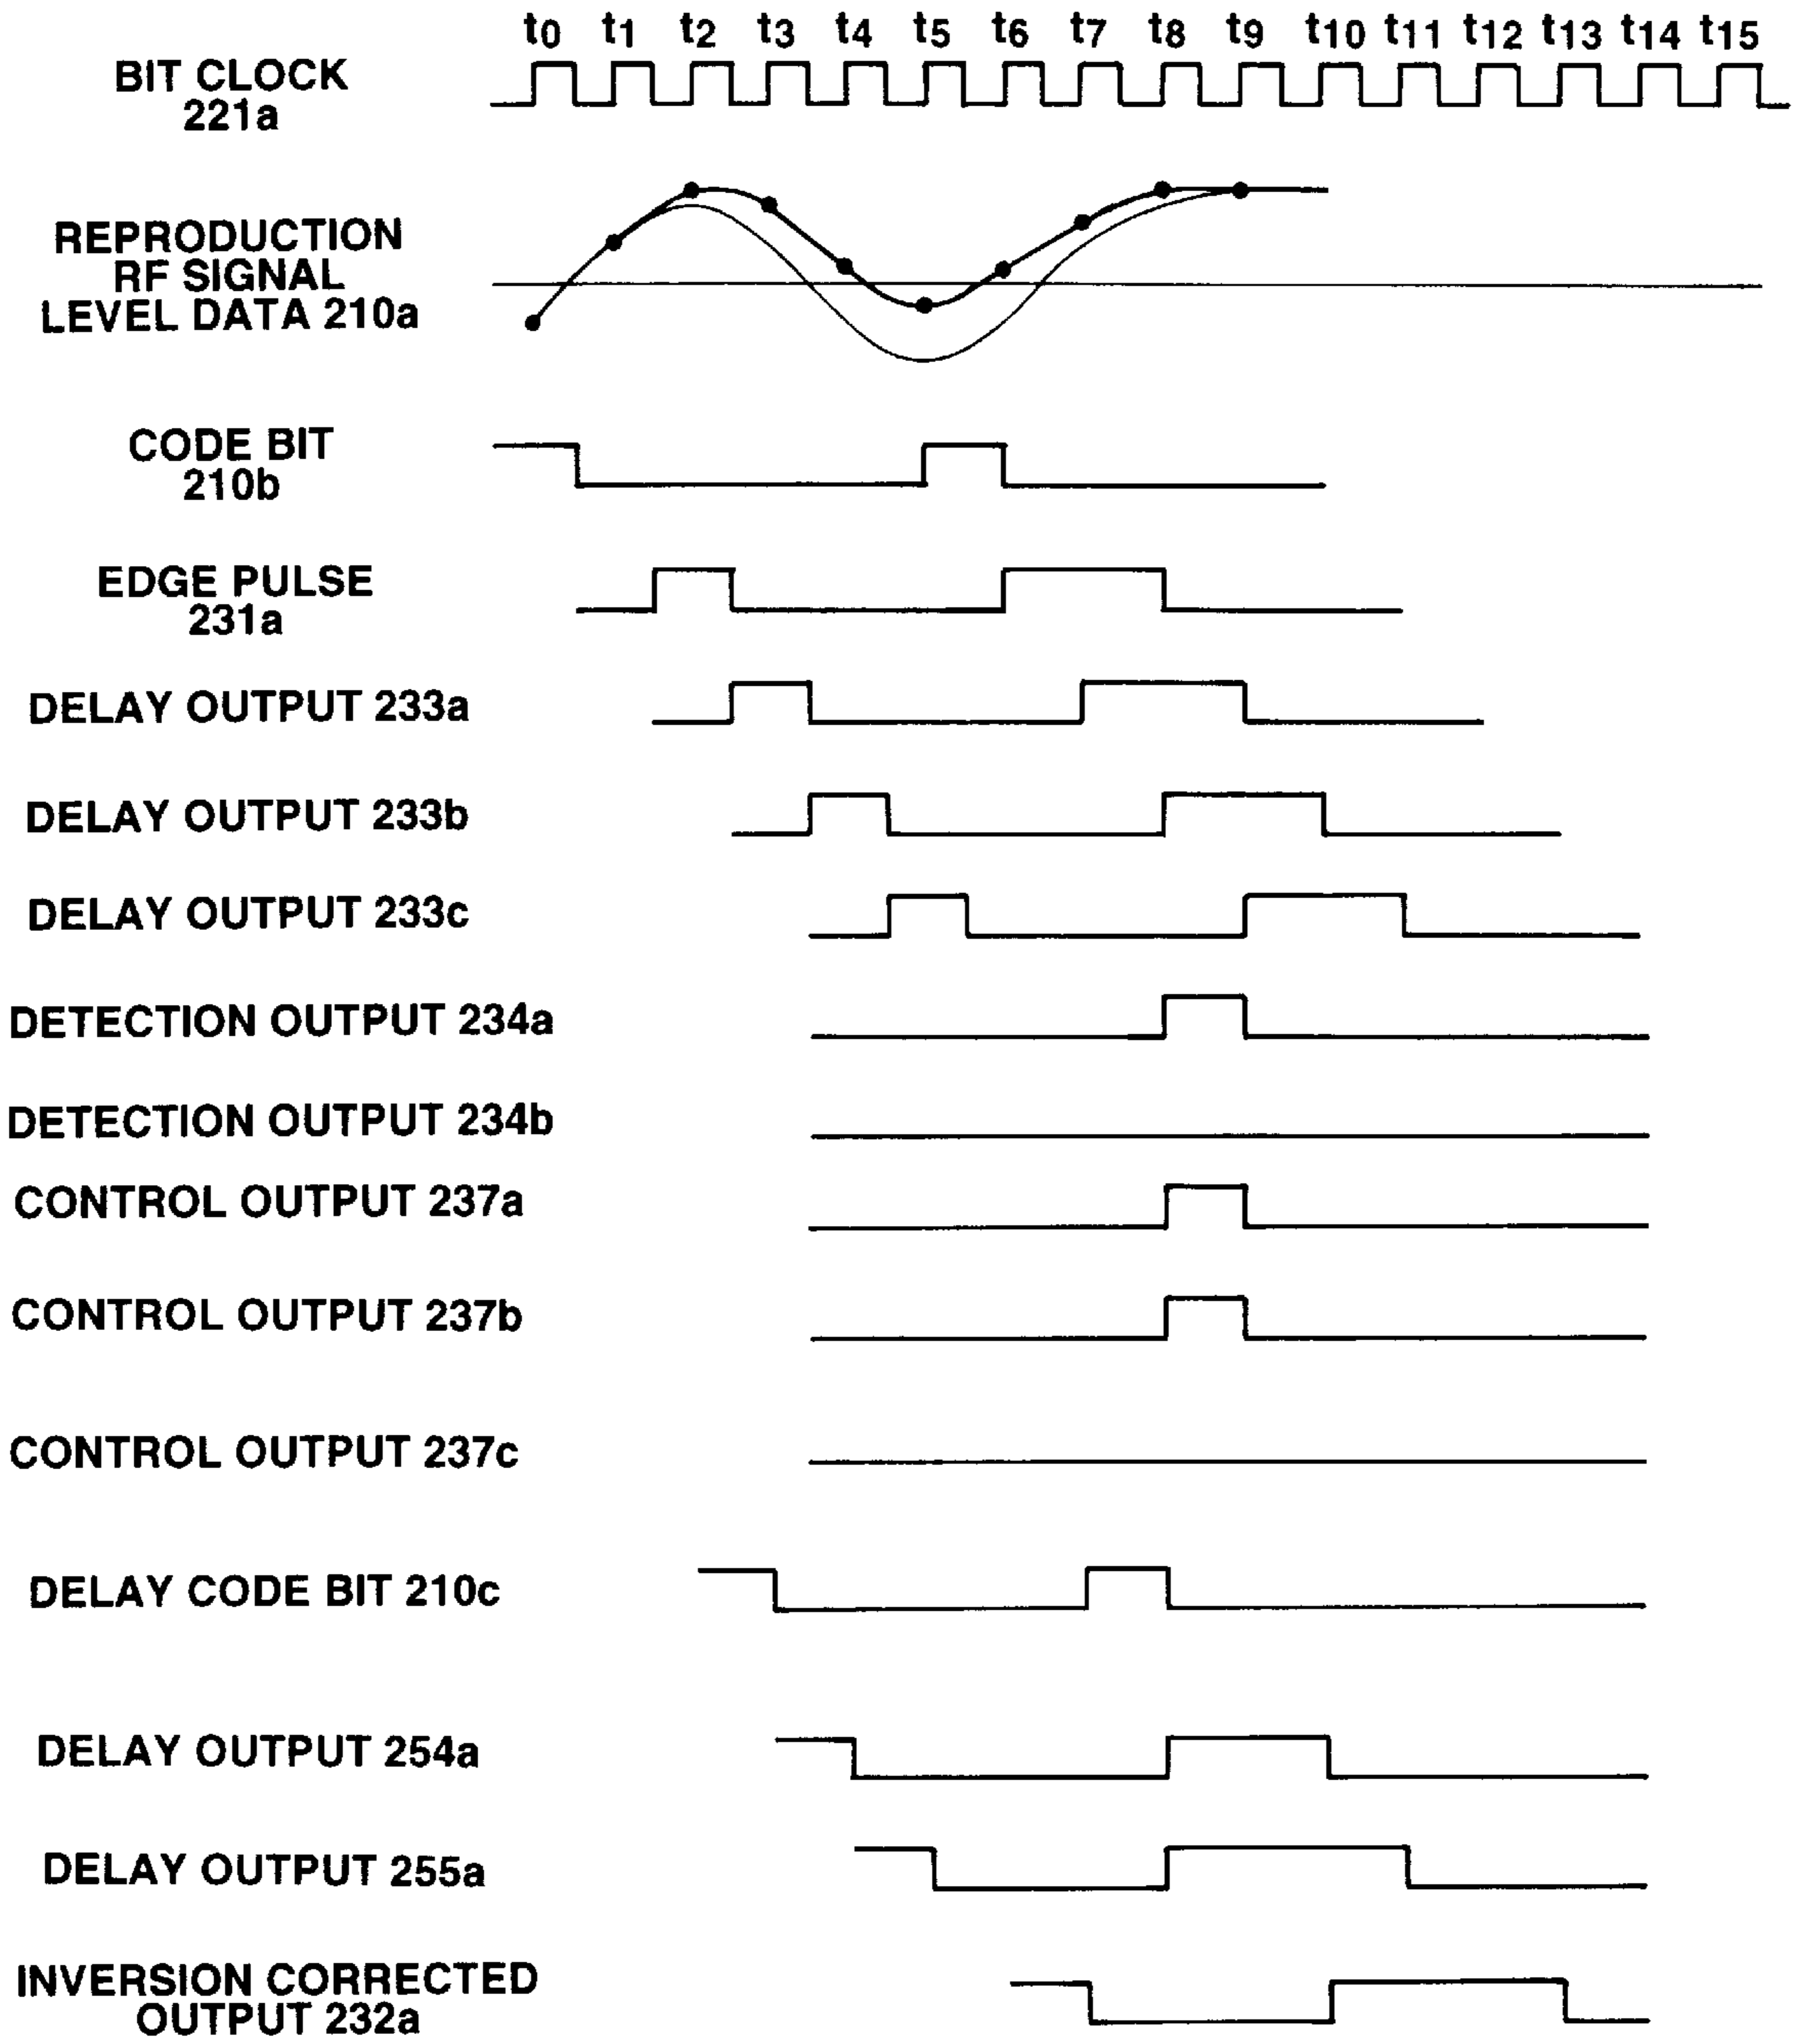 t0 t1 t2 t3 t4 t5 t6 t7 t8 t9 t10 t11 t12 t13 t14 t15
BIT CLOCK
221a
REPRODUCTION
RF SIGNAL
LEVEL DATA 210a
CODE BIT
210b
EDGE PULSE
231a
DELAY OUTPUT 233a
DELAY OUTPUT 233b
DELAY OUTPUT 233c
DETECTION OUTPUT 234a
DETECTION OUTPUT 234b
CONTROL OUTPUT 237a
CONTROL OUTPUT 237b
CONTROL OUTPUT 237c
DELAY CODE BIT 210c
DELAY OUTPUT 254a
DELAY OUTPUT 255a
INVERSION CORRECTED
OUTPUT 232a